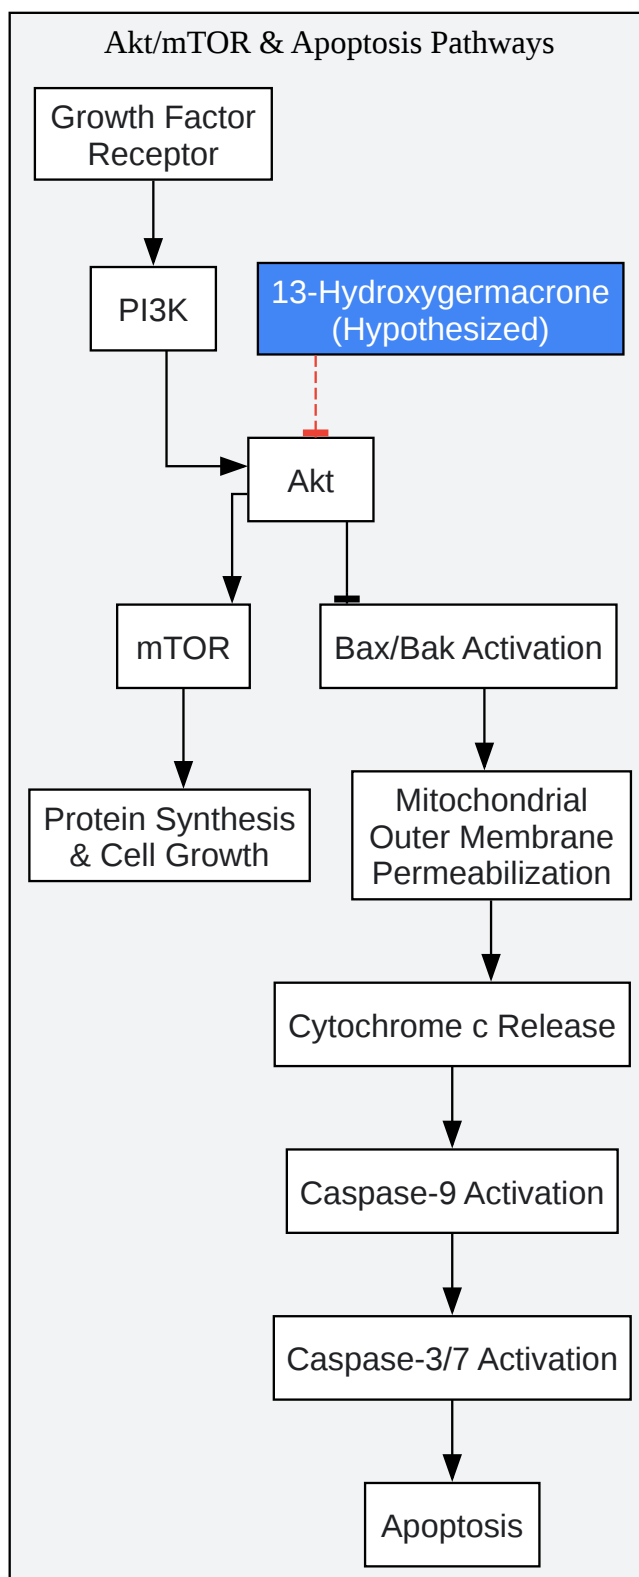 Akt/mTOR & Apoptosis Pathways
Growth Factor
Receptor
PI3K
13-Hydroxygermacrone
(Hypothesized)
Akt
mTOR
Bax/Bak Activation
Protein Synthesis
& Cell Growth
Mitochondrial
Outer Membrane
Permeabilization
Cytochrome c Release
Caspase-9 Activation
Caspase-3/7 Activation
Apoptosis